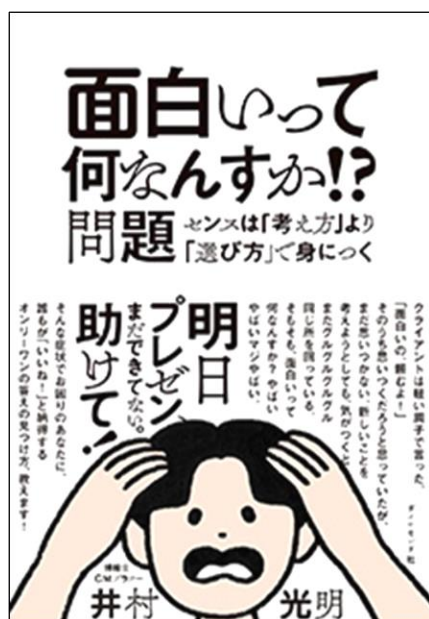 面白いって
何なんすか!?
問題
センスは「考え方」より
「選び方」で身につく
クライアントは軽い調子で言った。
「面白いの、頼むよ！」
そのうち思いつくだろうと思っていたが、
まだ思いつかない。新しいことを
考えようとしても、気がつくと
またグルグルグルグル
同じ所を回っている。
そもそも、面白いって
何なんすか？やばい
やばいマジやばい。
明日
プレゼン、
まだできてない。
助けて！
そんな症状でお困りのあなたに、
誰もが「いいね！」と納得する
オンリーワンの答えの見つけ方、教えます！
ダイヤモンド社
博報堂
CMプランナー
井村光明